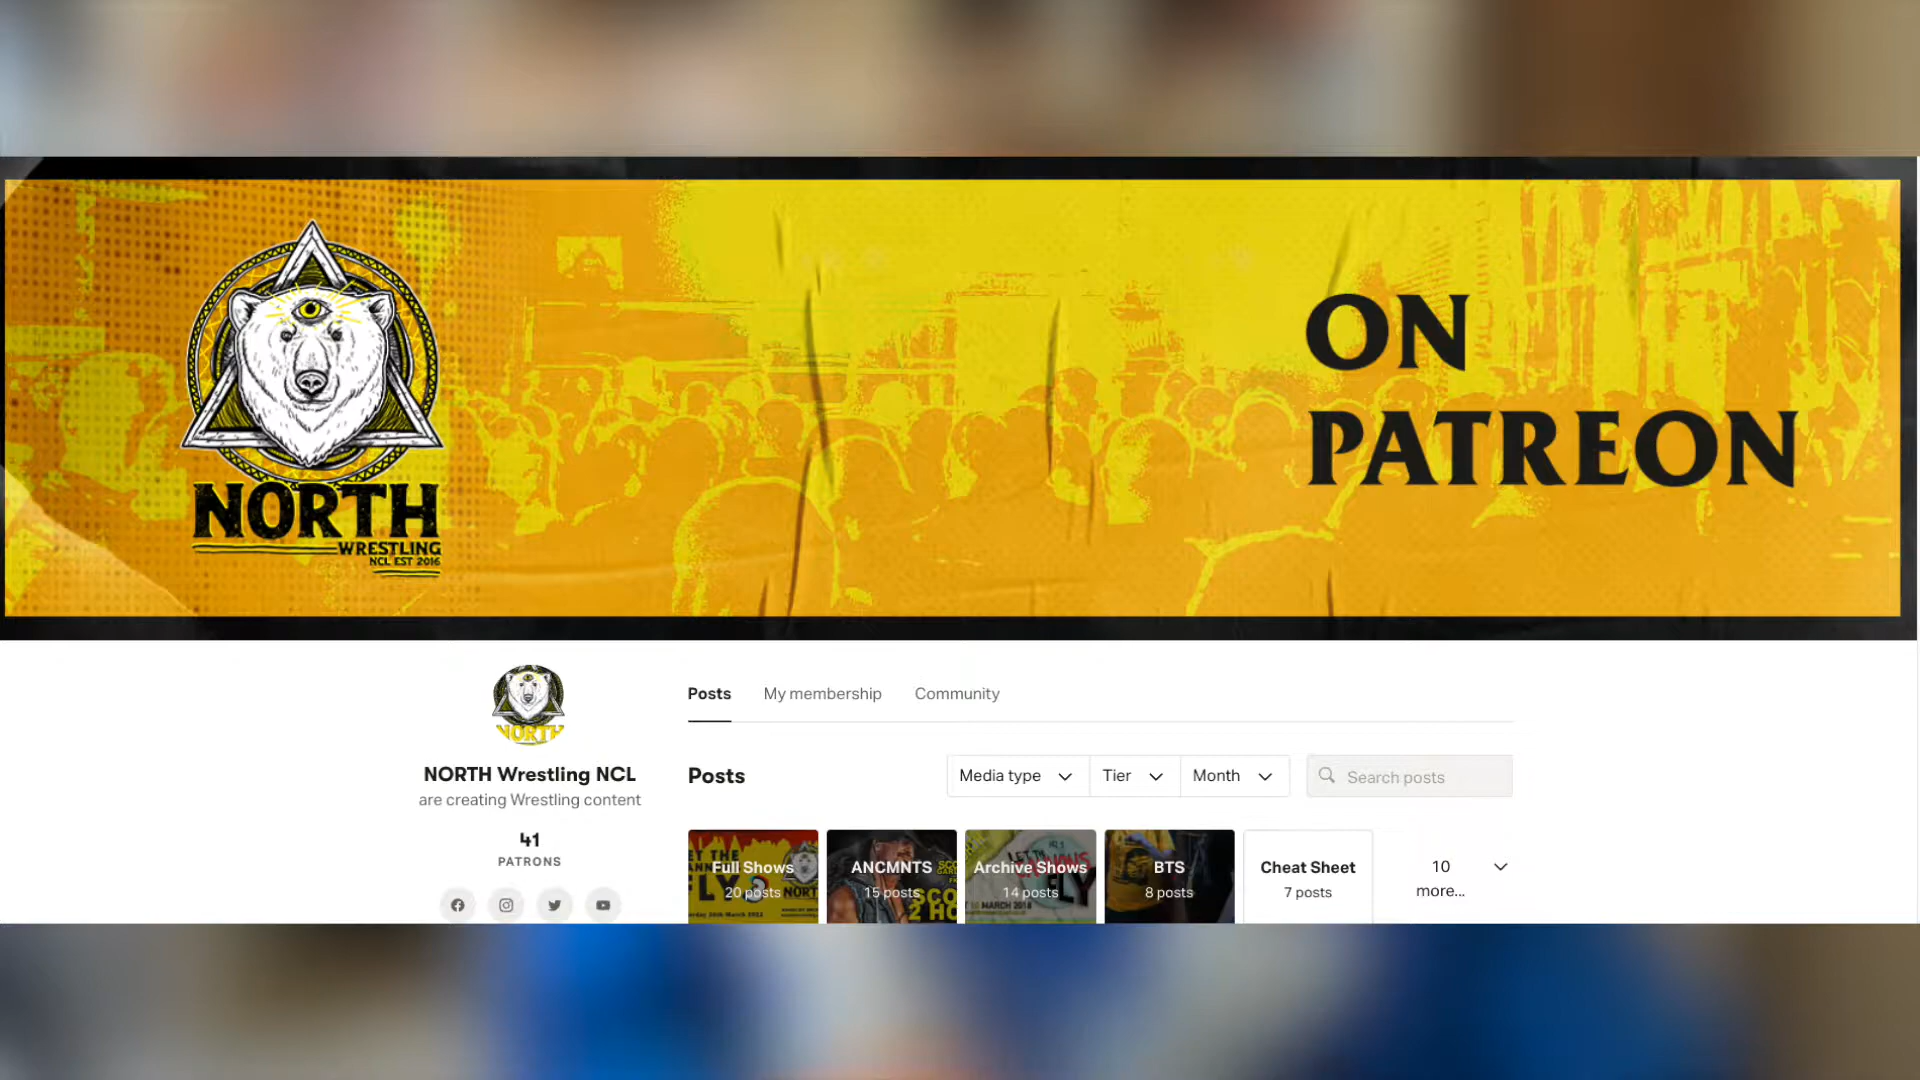 NORTH
WRESTLING
NCL EST 2016
ON
PATREON
NORTH
NORTH Wrestling NCL
are creating Wrestling content
41
PATRONS
Posts
My membership
Community
Posts
Media type
Tier
Month
Search posts
Full Shows
20 posts
ANCMNTS
15 posts
Archive Shows
14 posts
BTS
8 posts
Cheat Sheet
7 posts
10
more...